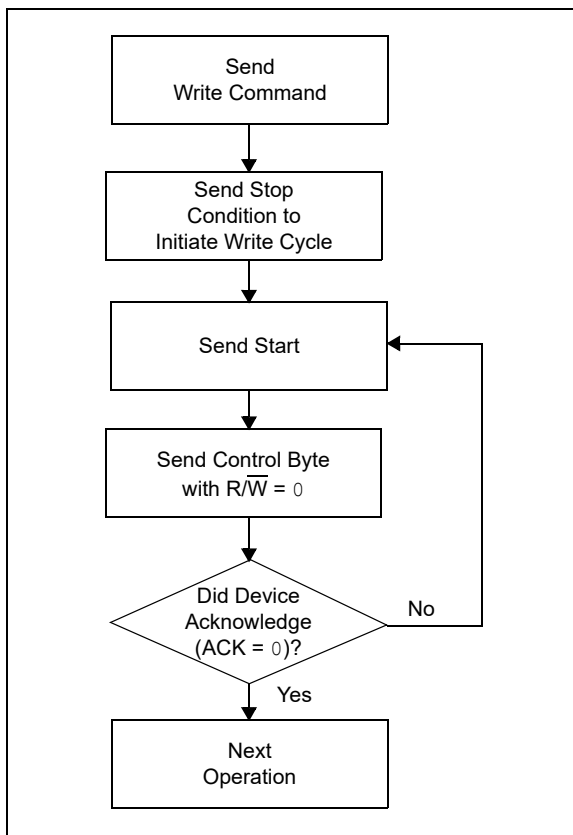 Send
Write Command
Send Stop
Condition to
Initiate Write Cycle
Send Start
Send Control Byte
with R/W̅ = 0
Did Device
Acknowledge
(ACK = 0)?
No
Yes
Next
Operation